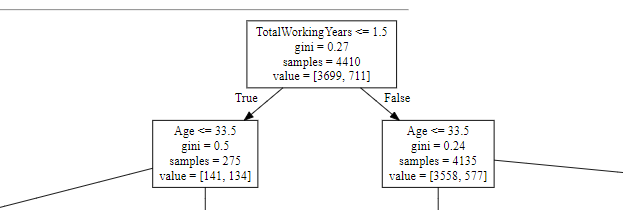 TotalWorkingYears <= 1.5
gini = 0.27
samples = 4410
value = [3699, 711]
True
False
Age <= 33.5
gini = 0.5
samples = 275
value = [141, 134]
Age <= 33.5
gini = 0.24
samples = 4135
value = [3558, 577]